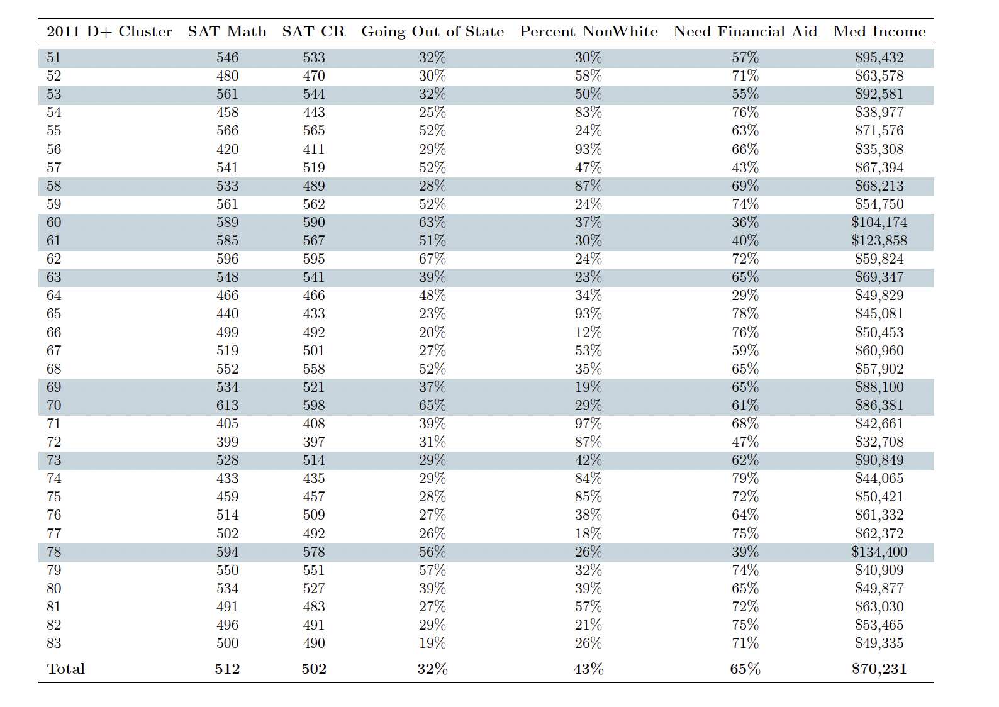 2011 D+ Cluster SAT Math SAT CR Going Out of State Percent NonWhite Need Financial Aid Med Income
51 546 533 32% 30% 57% $95,432
52 480 470 30% 58% 71% $63,578
53 561 544 32% 50% 55% $92,581
54 458 443 25% 83% 76% $38,977
55 566 565 52% 24% 63% $71,576
56 420 411 29% 93% 66% $35,308
57 541 519 52% 47% 43% $67,394
58 533 489 28% 87% 69% $68,213
59 561 562 52% 24% 74% $54,750
60 589 590 63% 37% 36% $104,174
61 585 567 51% 30% 40% $123,858
62 596 595 67% 24% 72% $59,824
63 548 541 39% 23% 65% $69,347
64 466 466 48% 34% 29% $49,829
65 440 433 23% 93% 78% $45,081
66 499 492 20% 12% 76% $50,453
67 519 501 27% 53% 59% $60,960
68 552 558 52% 35% 65% $57,902
69 534 521 37% 19% 65% $88,100
70 613 598 65% 29% 61% $86,381
71 405 408 39% 97% 68% $42,661
72 399 397 31% 87% 47% $32,708
73 528 514 29% 42% 62% $90,849
74 433 435 29% 84% 79% $44,065
75 459 457 28% 85% 72% $50,421
76 514 509 27% 38% 64% $61,332
77 502 492 26% 18% 75% $62,372
78 594 578 56% 26% 39% $134,400
79 550 551 57% 32% 74% $40,909
80 534 527 39% 39% 65% $49,877
81 491 483 27% 57% 72% $63,030
82 496 491 29% 21% 75% $53,465
83 500 490 19% 26% 71% $49,335
Total 512 502 32% 43% 65% $70,231